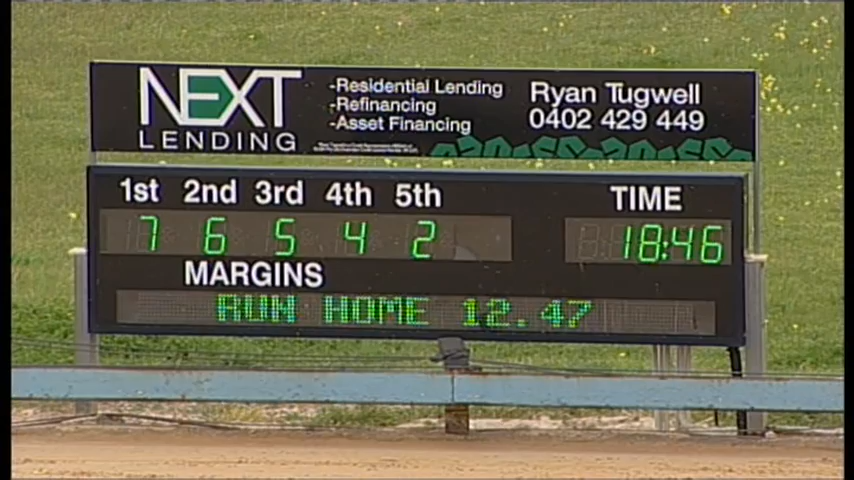 NEXT
LENDING
-Residential Lending
-Refinancing
-Asset Financing
Ryan Tugwell
0402 429 449
1st 2nd 3rd 4th 5th TIME
7 6 5 4 2 18:46
MARGINS
RUN HOME 12.47